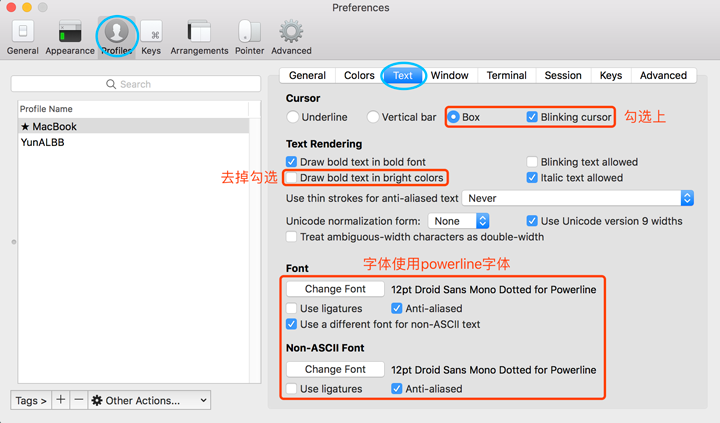 Preferences
General Appearance Profiles Keys Arrangements Pointer Advanced
Search
Profile Name
★ MacBook
YunALBB
Tags > + − Other Actions...
General Colors Text Window Terminal Session Keys Advanced
Cursor
Underline Vertical bar Box Blinking cursor 勾选上
Text Rendering
Draw bold text in bold font Blinking text allowed
去掉勾选 Draw bold text in bright colors Italic text allowed
Use thin strokes for anti-aliased text Never
Unicode normalization form: None Use Unicode version 9 widths
Treat ambiguous-width characters as double-width
字体使用powerline字体
Font
Change Font 12pt Droid Sans Mono Dotted for Powerline
Use ligatures Anti-aliased
Use a different font for non-ASCII text
Non-ASCII Font
Change Font 12pt Droid Sans Mono Dotted for Powerline
Use ligatures Anti-aliased